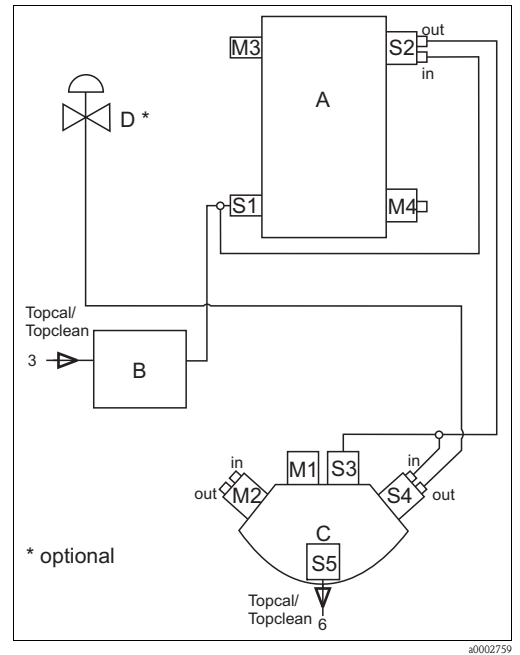 out
M3
S2
in
A
D *
S1
M4
Topcal/
Topclean
3
B
in
in
M1
S3
out
M2
S4
out
C
* optional
S5
Topcal/
Topclean 6
a0002759